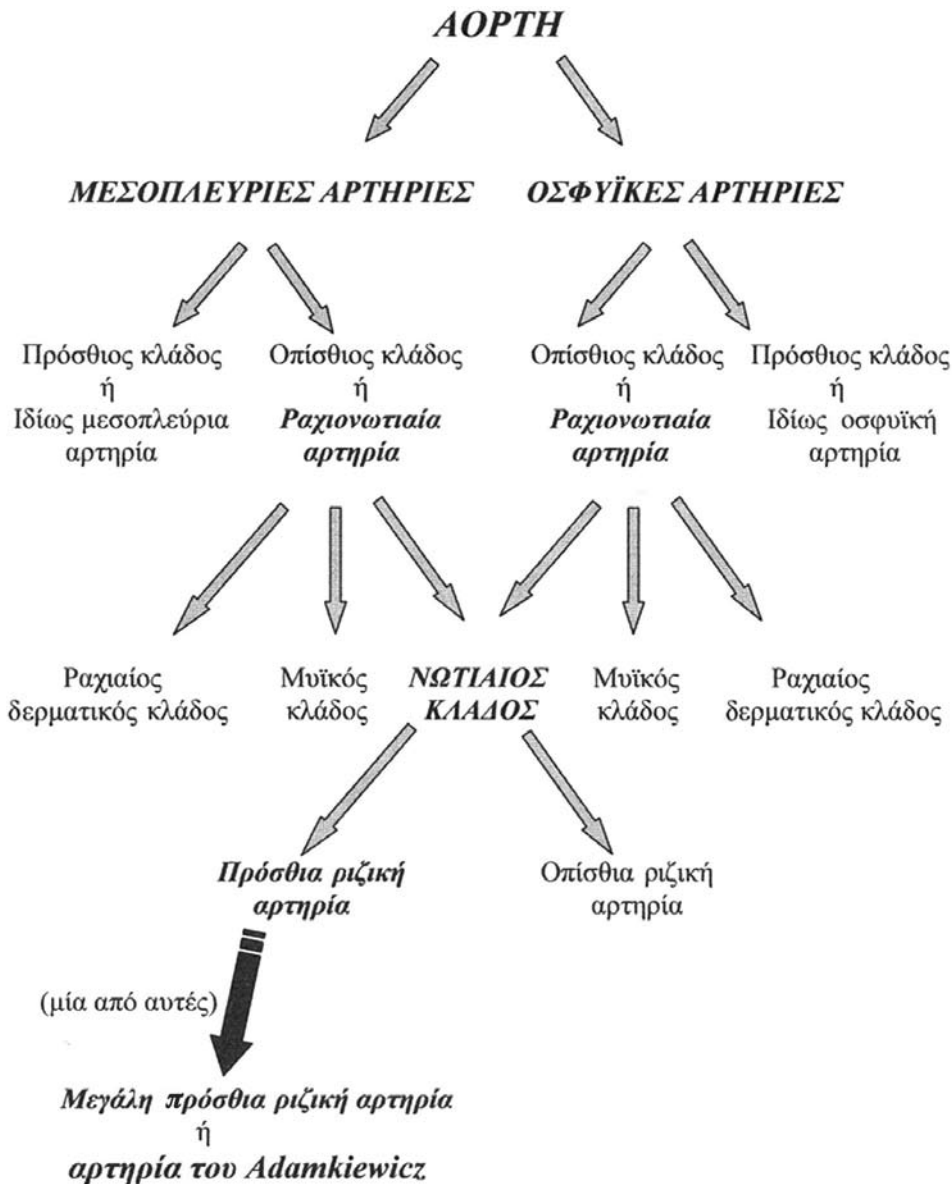 ΑΟΡΤΗ
ΜΕΣΟΠΛΕΥΡΙΕΣ ΑΡΤΗΡΙΕΣ
ΟΣΦΥΪΚΕΣ ΑΡΤΗΡΙΕΣ
Πρόσθιος κλάδος
ή
Ιδίως μεσοπλεύρια
αρτηρία
Οπίσθιος κλάδος
ή
Ραχιονωτιαία
αρτηρία
Οπίσθιος κλάδος
ή
Ραχιονωτιαία
αρτηρία
Πρόσθιος κλάδος
ή
Ιδίως οσφυϊκή
αρτηρία
Ραχιαίος
δερματικός κλάδος
Μυϊκός
κλάδος
ΝΩΤΙΑΙΟΣ
ΚΛΑΔΟΣ
Μυϊκός
κλάδος
Ραχιαίος
δερματικός κλάδος
Πρόσθια ριζική
αρτηρία
Οπίσθια ριζική
αρτηρία
(μία από αυτές)
Μεγάλη πρόσθια ριζική αρτηρία
ή
αρτηρία του Adamkiewicz